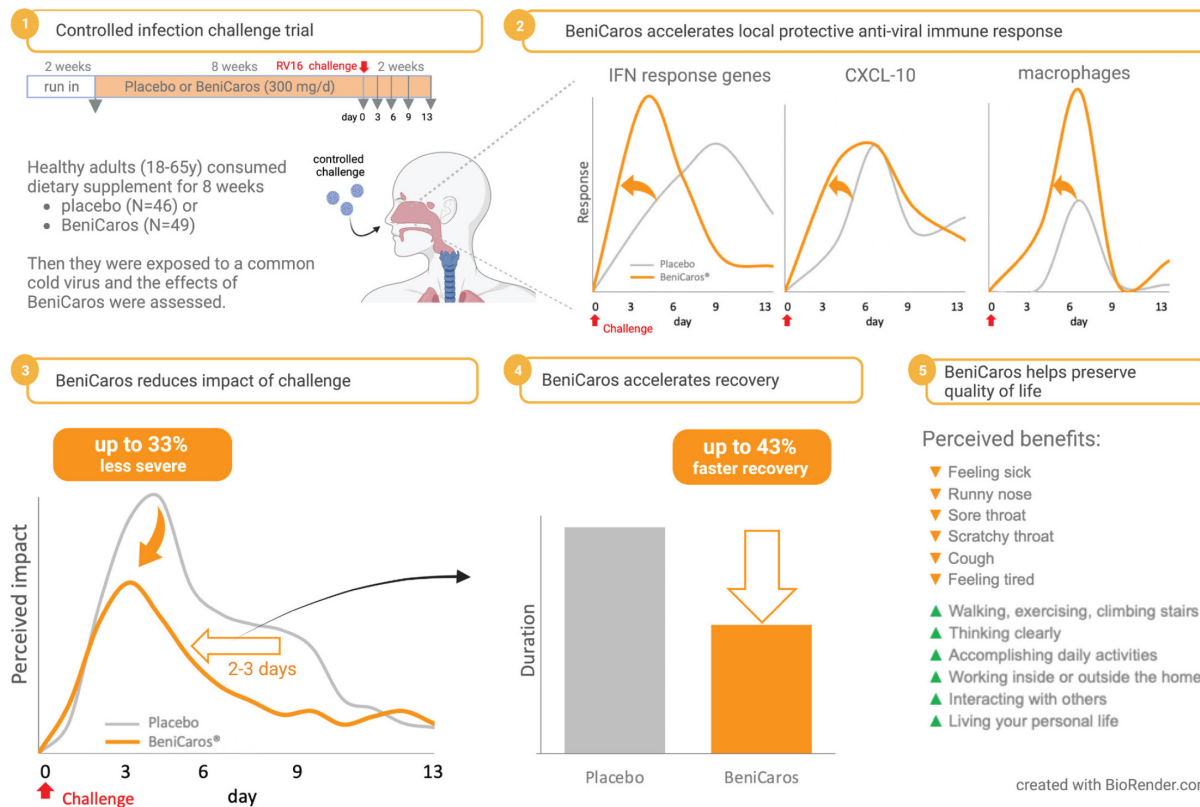 1
Controlled infection challenge trial
2 weeks
8 weeks
RV16 challenge
2 weeks
run in
Placebo or BeniCaros (300 mg/d)
day 0 3 6 9 13
Healthy adults (18-65y) consumed
dietary supplement for 8 weeks
• placebo (N=46) or
• BeniCaros (N=49)
Then they were exposed to a common
cold virus and the effects of
BeniCaros were assessed.
controlled
challenge
2
BeniCaros accelerates local protective anti-viral immune response
IFN response genes
Response
Placebo
BeniCaros®
0 3 6 9 13
Challenge
day
CXCL-10
0 3 6 9 13
day
macrophages
0 3 6 9 13
day
3
BeniCaros reduces impact of challenge
up to 33%
less severe
Perceived impact
2-3 days
Placebo
BeniCaros®
0 3 6 9 13
Challenge
day
4
BeniCaros accelerates recovery
up to 43%
faster recovery
Duration
Placebo
BeniCaros
5
BeniCaros helps preserve
quality of life
Perceived benefits:
▼ Feeling sick
▼ Runny nose
▼ Sore throat
▼ Scratchy throat
▼ Cough
▼ Feeling tired
▲ Walking, exercising, climbing stairs
▲ Thinking clearly
▲ Accomplishing daily activities
▲ Working inside or outside the home
▲ Interacting with others
▲ Living your personal life
created with BioRender.com